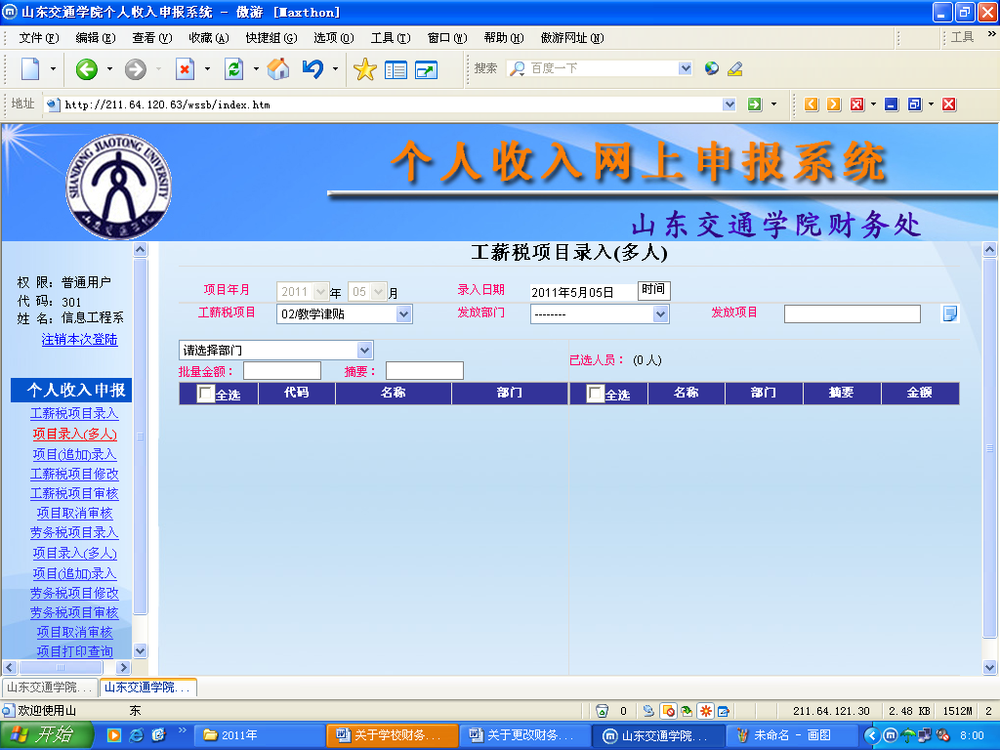 山东交通学院个人收入申报系统 - 傲游 [Maxthon]
文件(F) 编辑(E) 查看(V) 收藏(A) 快捷组(G) 选项(O) 工具(T) 窗口(W) 帮助(H) 傲游网址(N) 工具 »
搜索 百度一下
地址 http://211.64.120.63/wssb/index.htm
SHANDONG JIAOTONG UNIVERSITY
个人收入网上申报系统
山东交通学院财务处
工薪税项目录入(多人)
权 限: 普通用户
代 码: 301
姓 名: 信息工程系
注销本次登陆
项目年月 2011 年 05 月 录入日期 2011年5月05日 时间
工薪税项目 02/教学津贴 发放部门 -------- 发放项目
请选择部门
批量金额： 摘要： 已选人员： (0 人)
全选 代码 名称 部门 全选 名称 部门 摘要 金额
个人收入申报
工薪税项目录入
项目录入(多人)
项目(追加)录入
工薪税项目修改
工薪税项目审核
项目取消审核
劳务税项目录入
项目录入(多人)
项目(追加)录入
劳务税项目修改
劳务税项目审核
项目取消审核
项目打印查询
山东交通学院... 山东交通学院...
欢迎使用山 东 0 211.64.121.30 2.48 KB 1512M 2
开始 » 2011年 关于学校财务... 关于更改财务... 山东交通学院... 未命名 - 画图 8:00